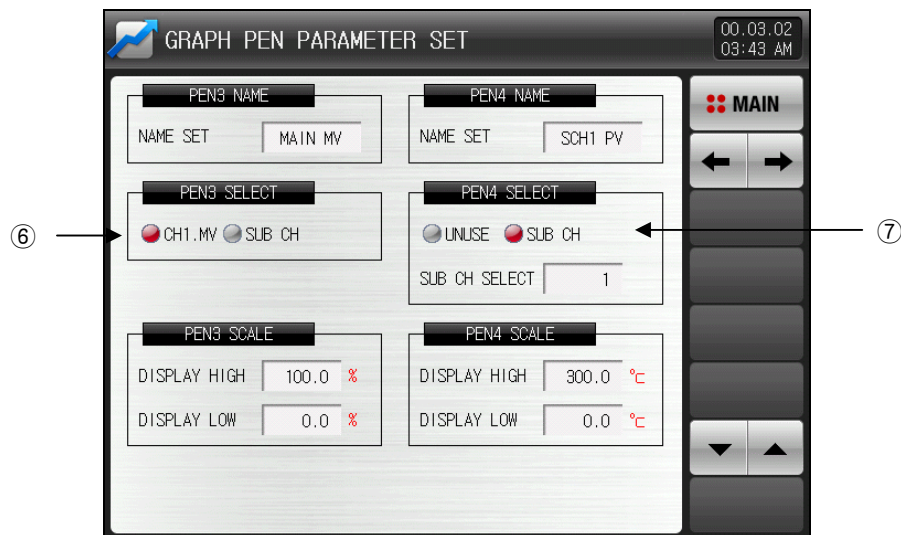 GRAPH PEN PARAMETER SET
00.03.02
03:43 AM
PEN3 NAME
NAME SET MAIN MV
PEN4 NAME
NAME SET SCH1 PV
MAIN
PEN3 SELECT
CH1.MV SUB CH
⑥
PEN4 SELECT
UNUSE SUB CH
SUB CH SELECT 1
⑦
PEN3 SCALE
DISPLAY HIGH 100.0 %
DISPLAY LOW 0.0 %
PEN4 SCALE
DISPLAY HIGH 300.0 ℃
DISPLAY LOW 0.0 ℃